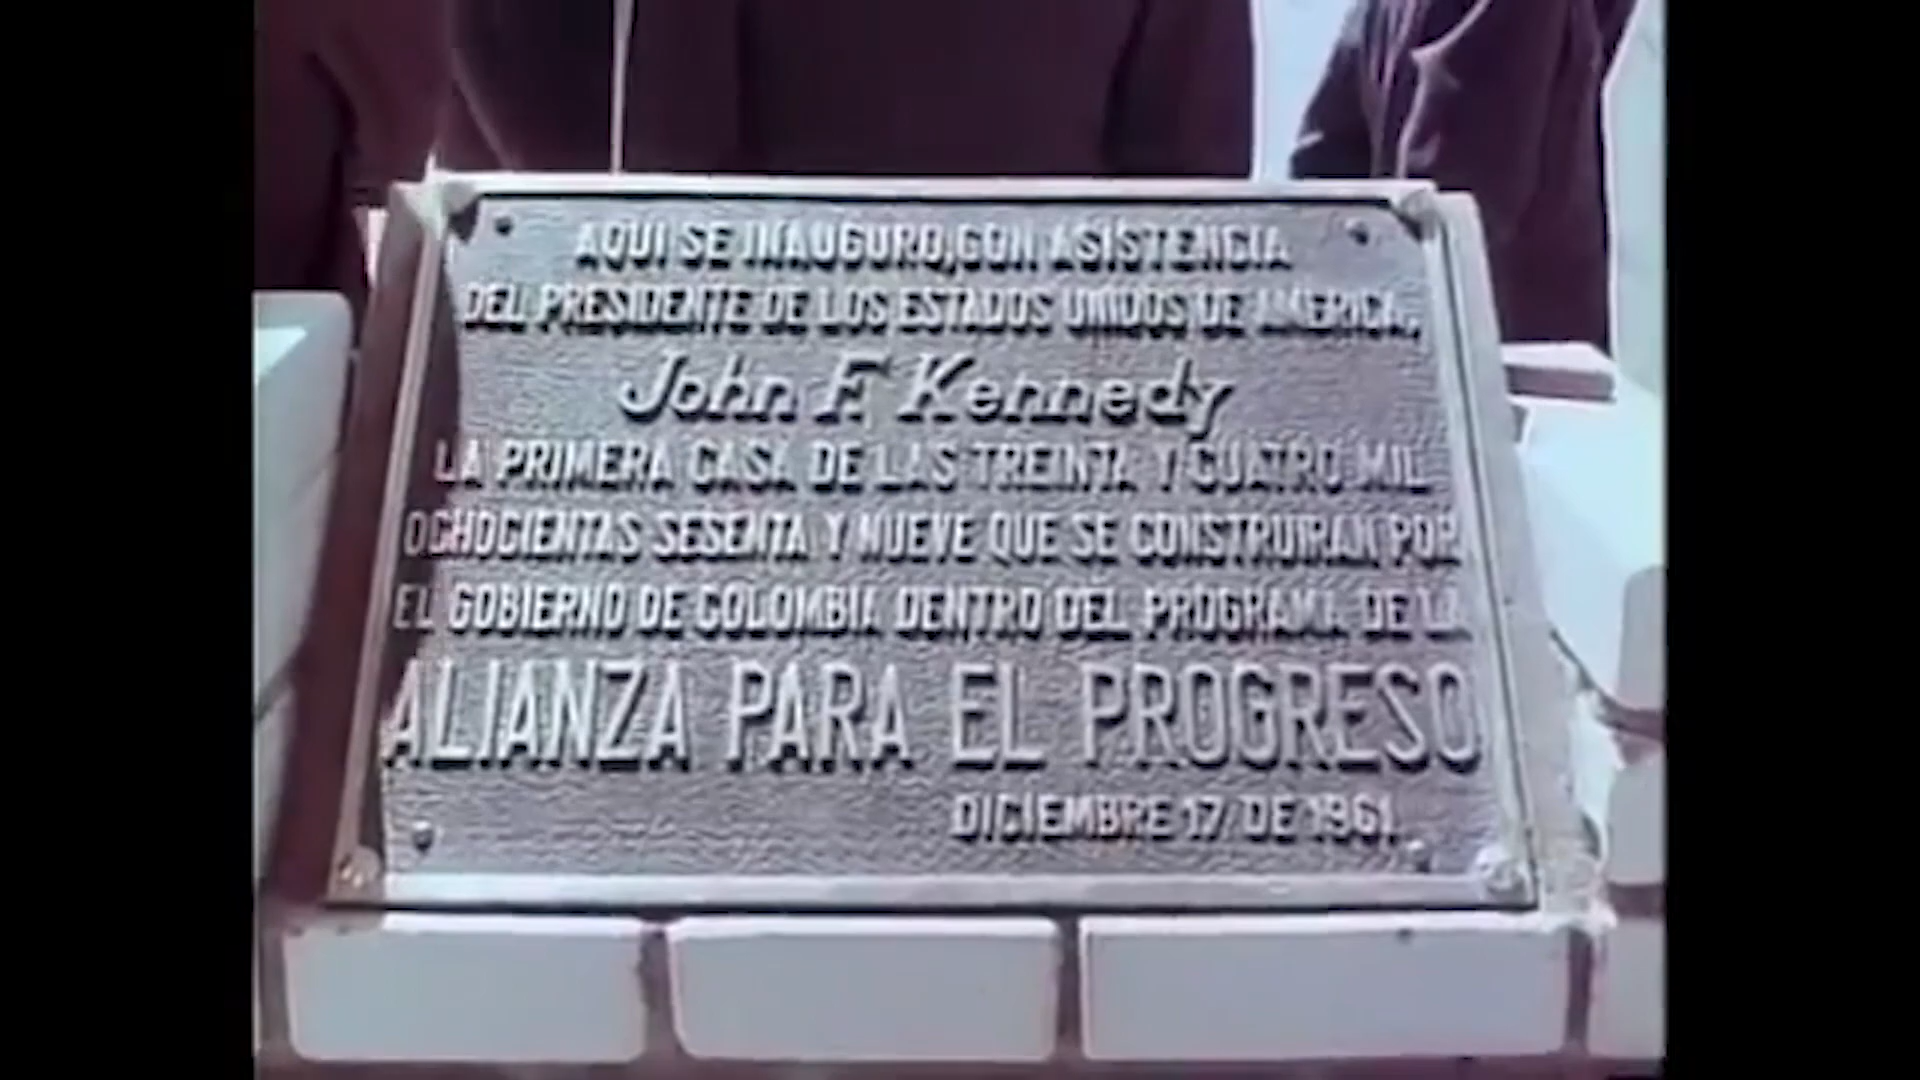 AQUI SE INAUGURO, CON ASISTENCIA
DEL PRESIDENTE DE LOS ESTADOS UNIDOS DE AMERICA,
John F. Kennedy
LA PRIMERA CASA DE LAS TREINTA Y CUATRO MIL
OCHOCIENTAS SESENTA Y NUEVE QUE SE CONSTRUIRAN, POR
EL GOBIERNO DE COLOMBIA DENTRO DEL PROGRAMA DE LA
ALIANZA PARA EL PROGRESO
DICIEMBRE 17 DE 1961.